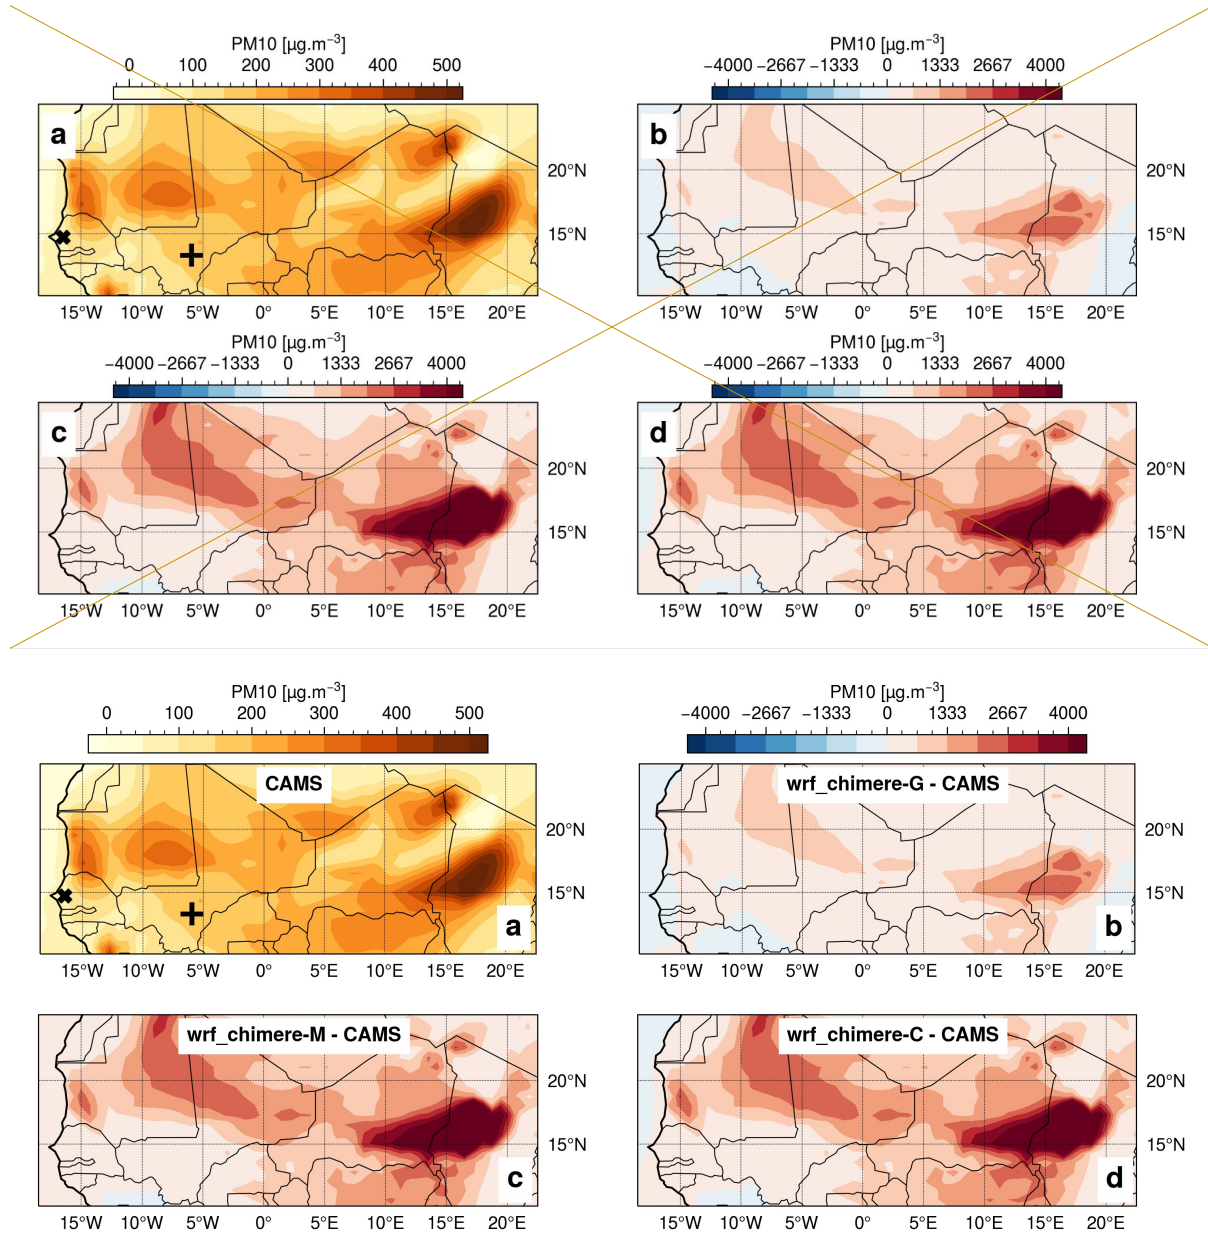 PM10 [µg.m⁻³]
0 100 200 300 400 500
a
20°N
15°N
15°W 10°W 5°W 0° 5°E 10°E 15°E 20°E
PM10 [µg.m⁻³]
−4000 −2667 −1333 0 1333 2667 4000
b
20°N
15°N
15°W 10°W 5°W 0° 5°E 10°E 15°E 20°E
PM10 [µg.m⁻³]
−4000 −2667 −1333 0 1333 2667 4000
c
20°N
15°N
15°W 10°W 5°W 0° 5°E 10°E 15°E 20°E
PM10 [µg.m⁻³]
−4000 −2667 −1333 0 1333 2667 4000
d
20°N
15°N
15°W 10°W 5°W 0° 5°E 10°E 15°E 20°E
PM10 [µg.m⁻³]
0 100 200 300 400 500
CAMS
20°N
15°N
a
15°W 10°W 5°W 0° 5°E 10°E 15°E 20°E
PM10 [µg.m⁻³]
−4000 −2667 −1333 0 1333 2667 4000
wrf_chimere-G - CAMS
20°N
15°N
b
15°W 10°W 5°W 0° 5°E 10°E 15°E 20°E
wrf_chimere-M - CAMS
20°N
15°N
c
15°W 10°W 5°W 0° 5°E 10°E 15°E 20°E
wrf_chimere-C - CAMS
20°N
15°N
d
15°W 10°W 5°W 0° 5°E 10°E 15°E 20°E